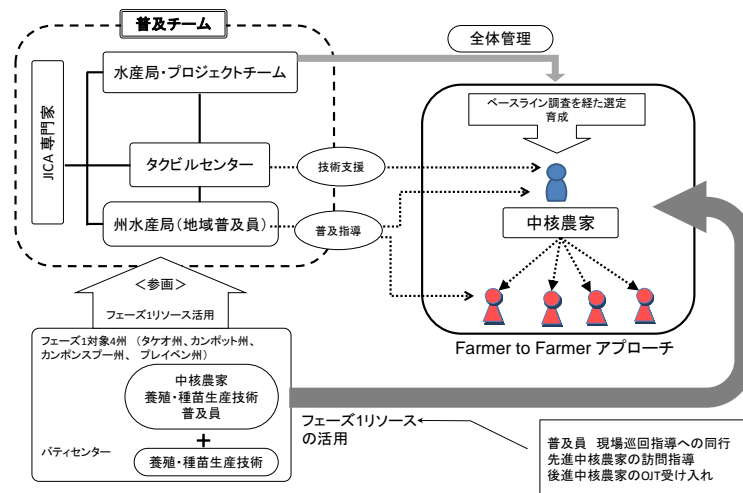 普及チーム
全体管理
水産局・プロジェクトチーム
JICA 専門家
タクビルセンター
州水産局(地域普及員)
技術支援
普及指導
ベースライン調査を経た選定
育成
中核農家
Farmer to Farmer アプローチ
<参画>
フェーズ1リソース活用
フェーズ1対象4州 (タケオ州、カンポット州、
カンポンスプー州、 プレイベン州)
中核農家
養殖・種苗生産技術
普及員
+
バティセンター
養殖・種苗生産技術
フェーズ1リソース
の活用
普及員 現場巡回指導への同行
先進中核農家の訪問指導
後進中核農家のOJT受け入れ